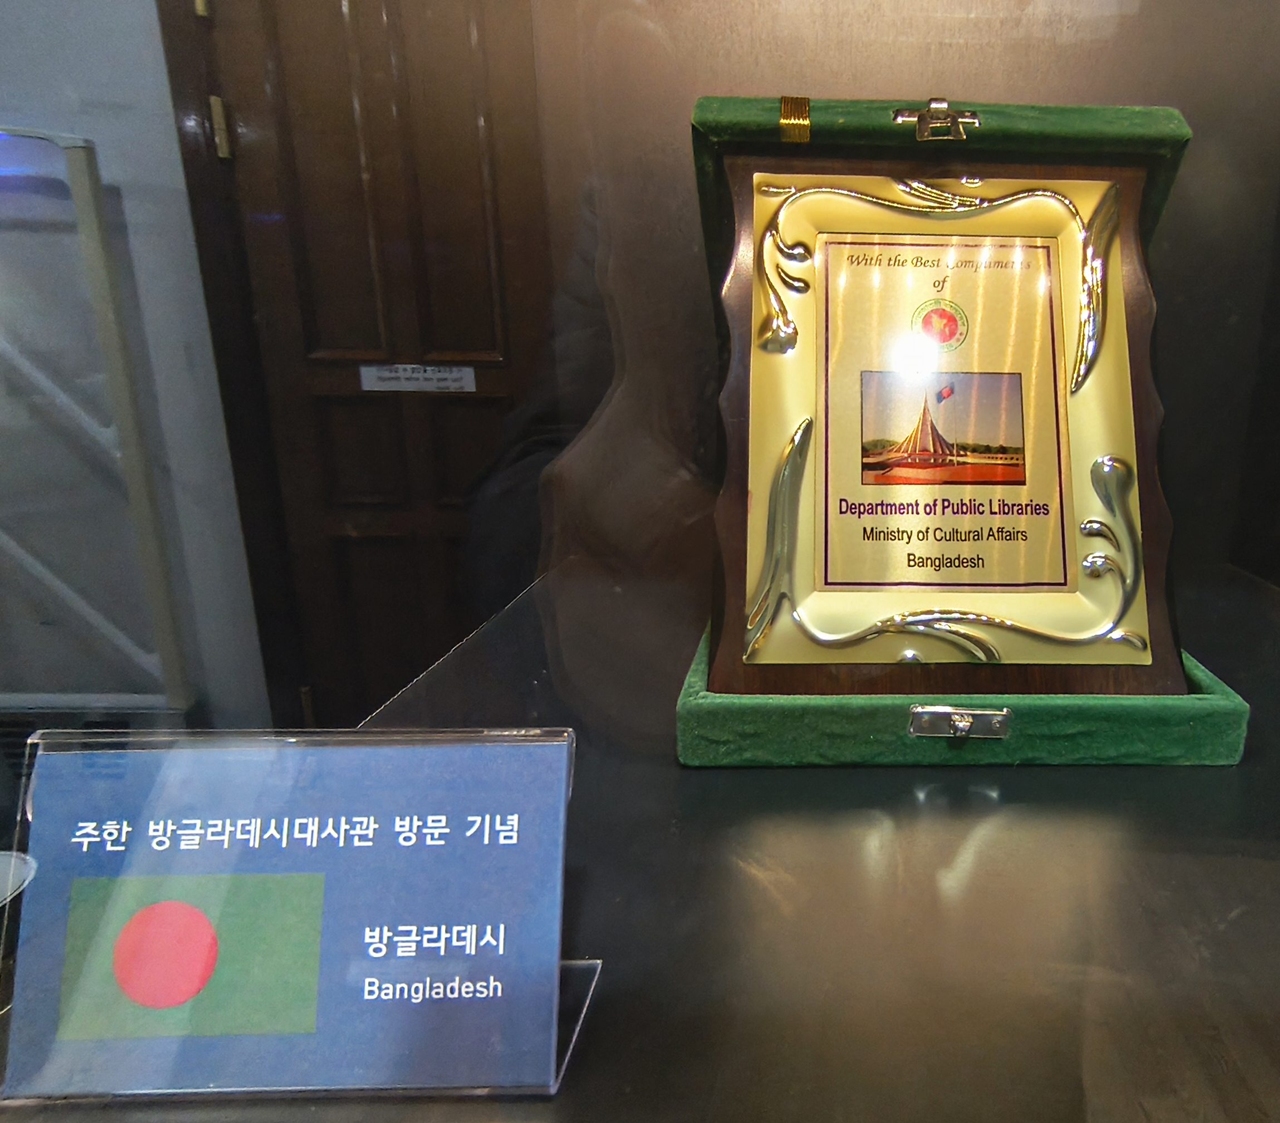 With the Best Compliments
of
Department of Public Libraries
Ministry of Cultural Affairs
Bangladesh
주한 방글라데시대사관 방문 기념
방글라데시
Bangladesh